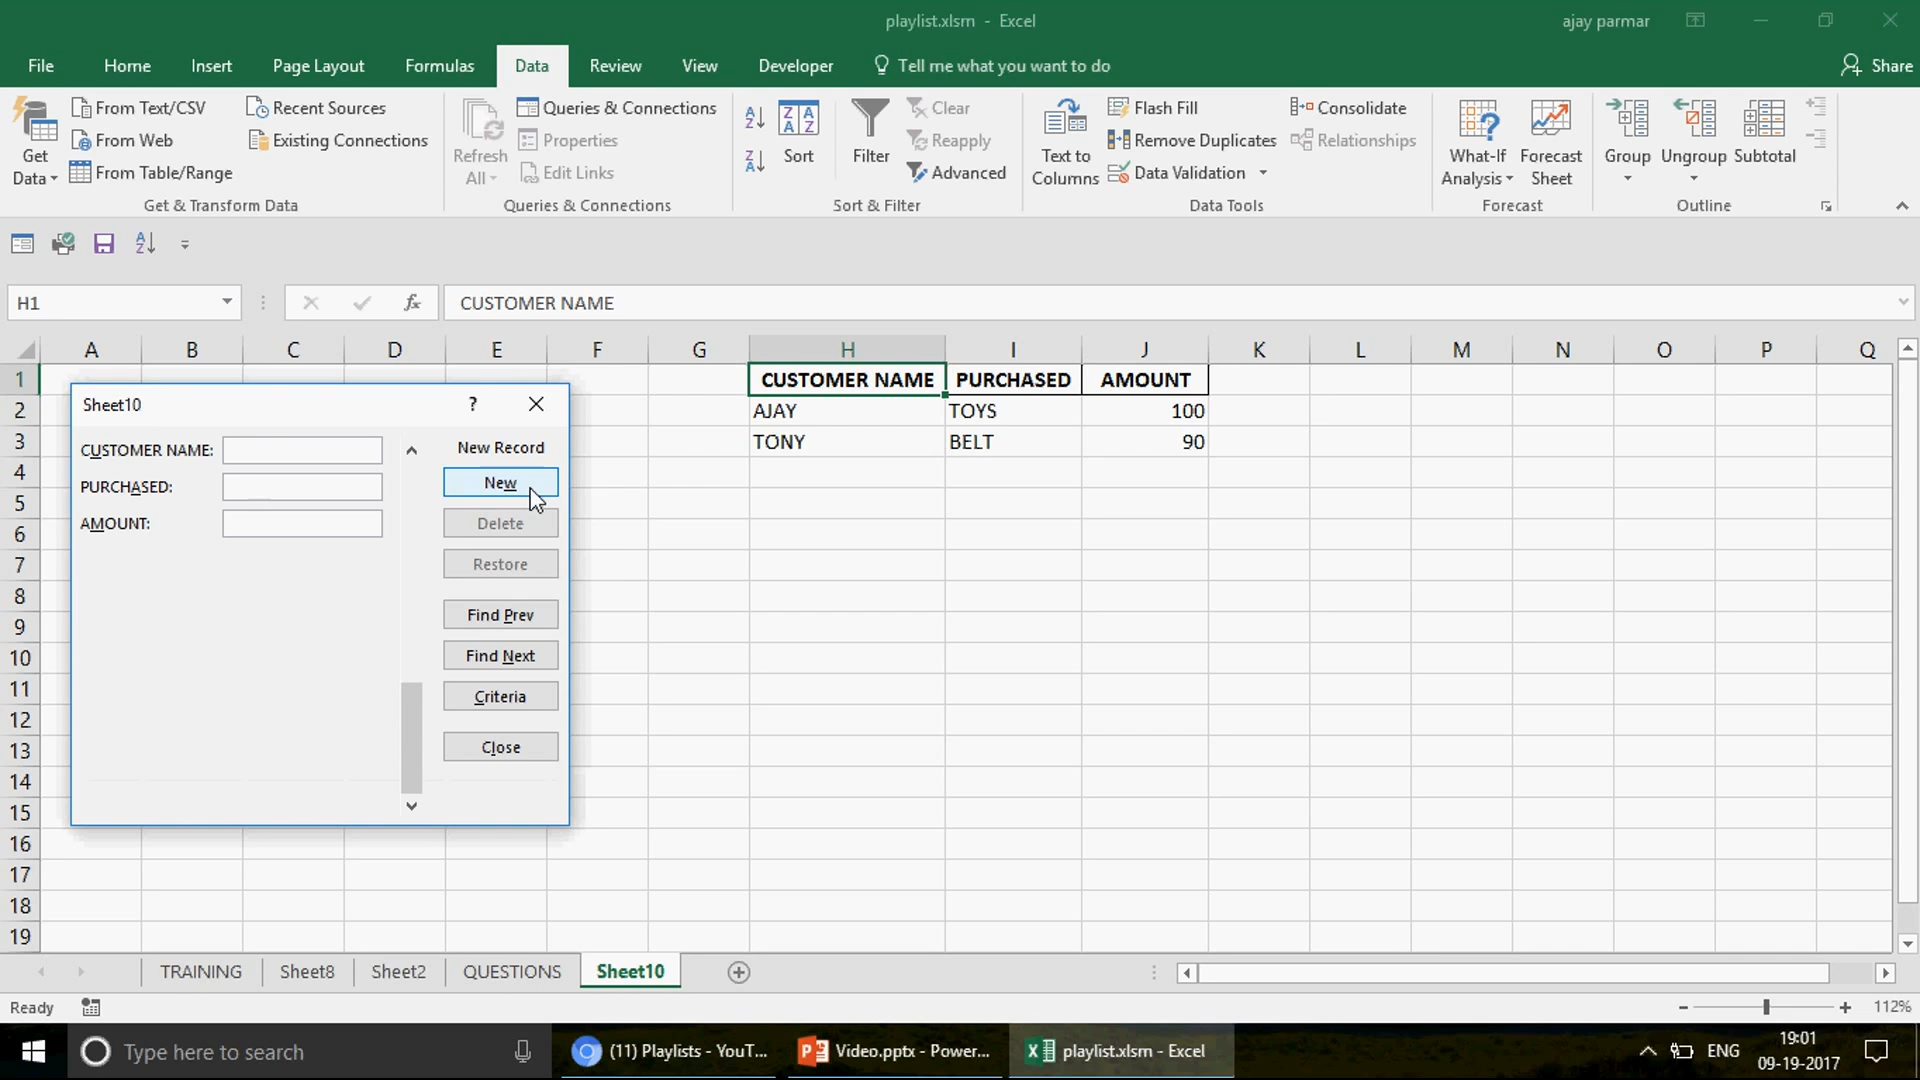 playlist.xlsm - Excel
ajay parmar
File Home Insert Page Layout Formulas Data Review View Developer Tell me what you want to do Share
Get Data
From Text/CSV
From Web
From Table/Range
Recent Sources
Existing Connections
Get & Transform Data
Refresh All
Queries & Connections
Properties
Edit Links
Queries & Connections
Sort
Filter
Clear
Reapply
Advanced
Sort & Filter
Text to Columns
Flash Fill
Remove Duplicates
Data Validation
Consolidate
Relationships
Data Tools
What-If Analysis
Forecast Sheet
Forecast
Group
Ungroup
Subtotal
Outline
H1 fx CUSTOMER NAME
A B C D E F G H I J K L M N O P Q
1 CUSTOMER NAME PURCHASED AMOUNT
2 AJAY TOYS 100
3 TONY BELT 90
4
5
6
7
8
9
10
11
12
13
14
15
16
17
18
19
Sheet10 ?
CUSTOMER NAME:
PURCHASED:
AMOUNT:
New Record
New
Delete
Restore
Find Prev
Find Next
Criteria
Close
TRAINING Sheet8 Sheet2 QUESTIONS Sheet10
Ready 112%
Type here to search
(11) Playlists - YouT...
Video.pptx - Power...
playlist.xlsm - Excel
ENG
19:01
09-19-2017